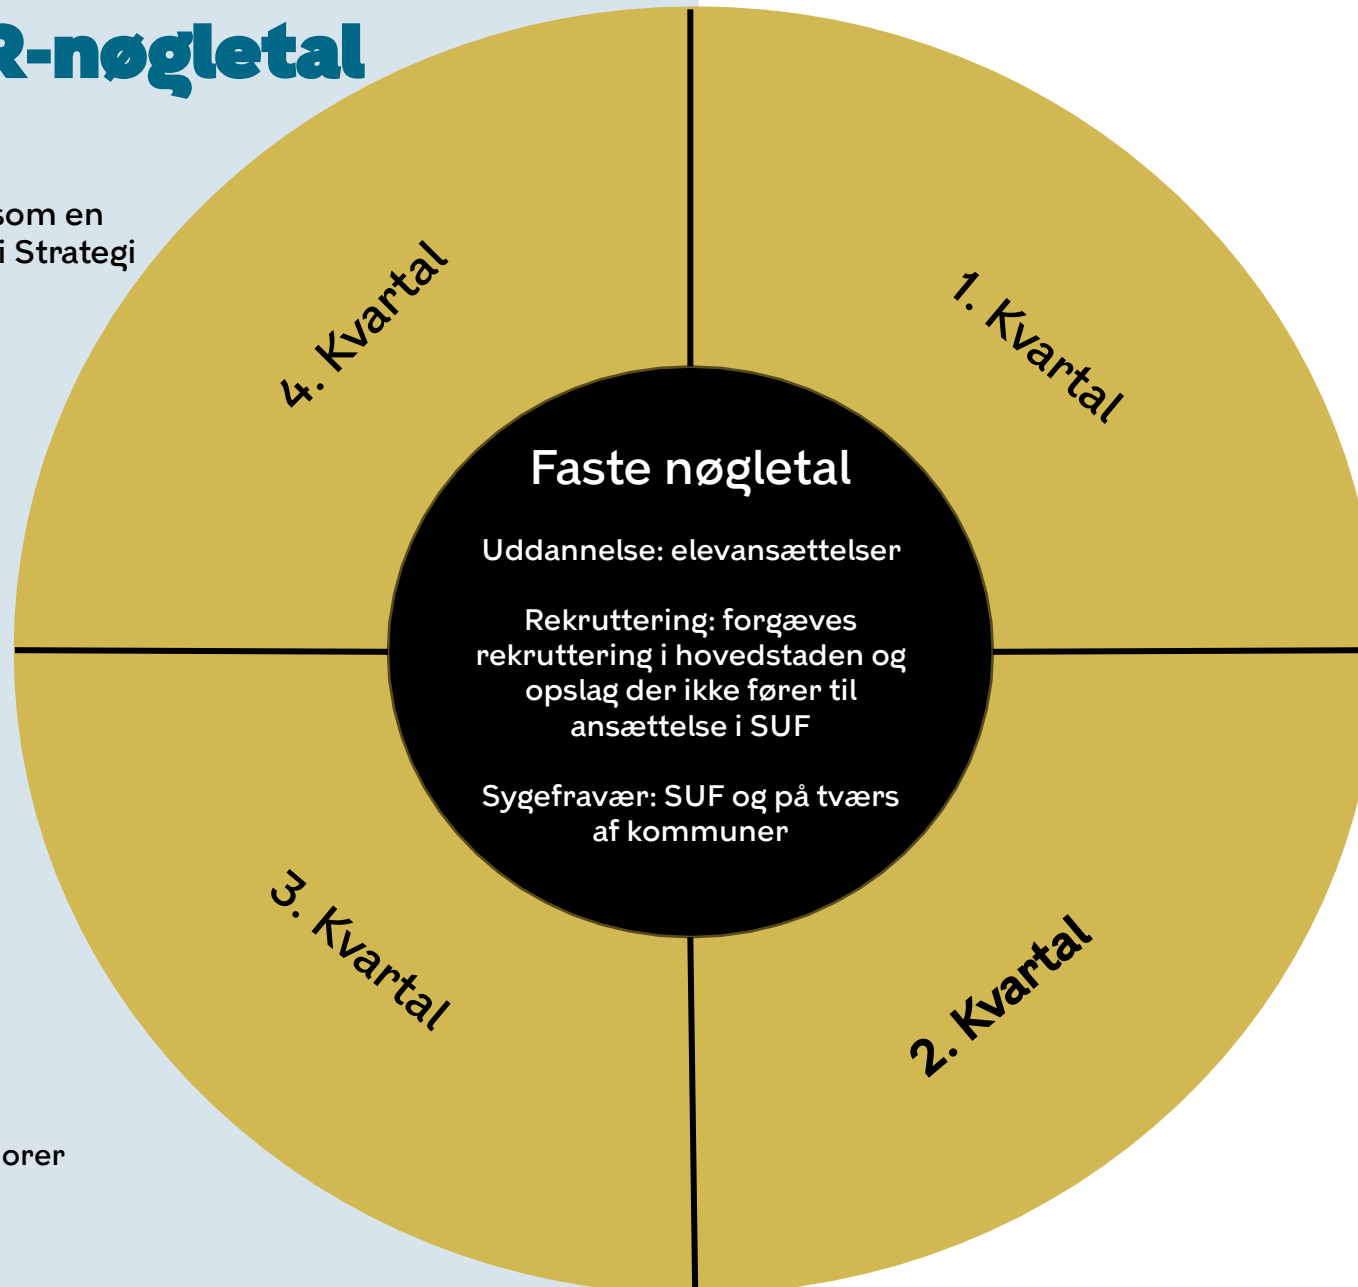 R-nøgletal
som en
i Strategi
4. Kvartal
1. Kvartal
Faste nøgletal
Uddannelse: elevansættelser
Rekruttering: forgæves
rekruttering i hovedstaden og
opslag der ikke fører til
ansættelse i SUF
Sygefravær: SUF og på tværs
af kommuner
3. Kvartal
2. Kvartal
orer